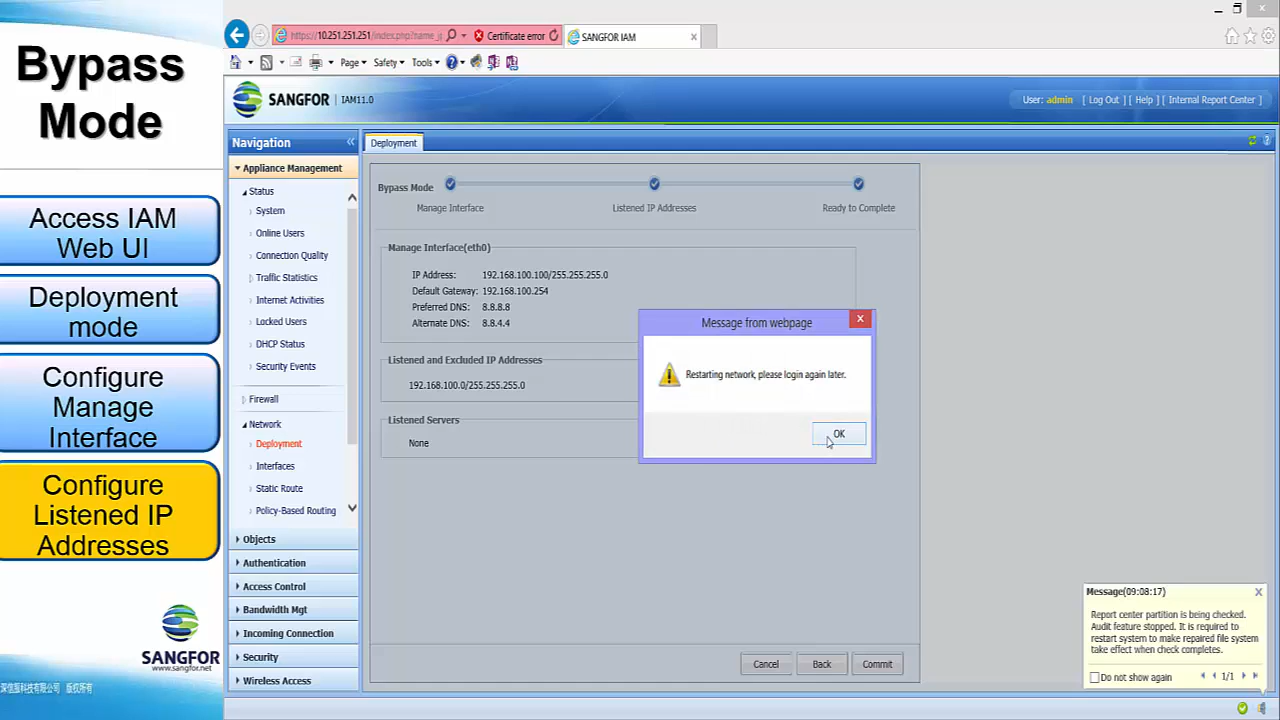 Bypass
Mode
Access IAM
Web UI
Deployment
mode
Configure
Manage
Interface
Configure
Listened IP
Addresses
SANGFOR
www.sangfor.net
https://10.251.251.251/index.php?name_
Certificate error
SANGFOR IAM
Page
Safety
Tools
SANGFOR | IAM11.0
User: admin [ Log Out ] [ Help ] [ Internal Report Center ]
Navigation
Appliance Management
Status
System
Online Users
Connection Quality
Traffic Statistics
Internet Activities
Locked Users
DHCP Status
Security Events
Firewall
Network
Deployment
Interfaces
Static Route
Policy-Based Routing
Objects
Authentication
Access Control
Bandwidth Mgt
Incoming Connection
Security
Wireless Access
Deployment
Bypass Mode
Manage Interface
Listened IP Addresses
Ready to Complete
Manage Interface(eth0)
IP Address: 192.168.100.100/255.255.255.0
Default Gateway: 192.168.100.254
Preferred DNS: 8.8.8.8
Alternate DNS: 8.8.4.4
Listened and Excluded IP Addresses
192.168.100.0/255.255.255.0
Listened Servers
None
Message from webpage
Restarting network, please login again later.
OK
Cancel
Back
Commit
Message(09:08:17)
Report center partition is being checked.
Audit feature stopped. It is required to
restart system to make repaired file system
take effect when check completes.
Do not show again
1/1